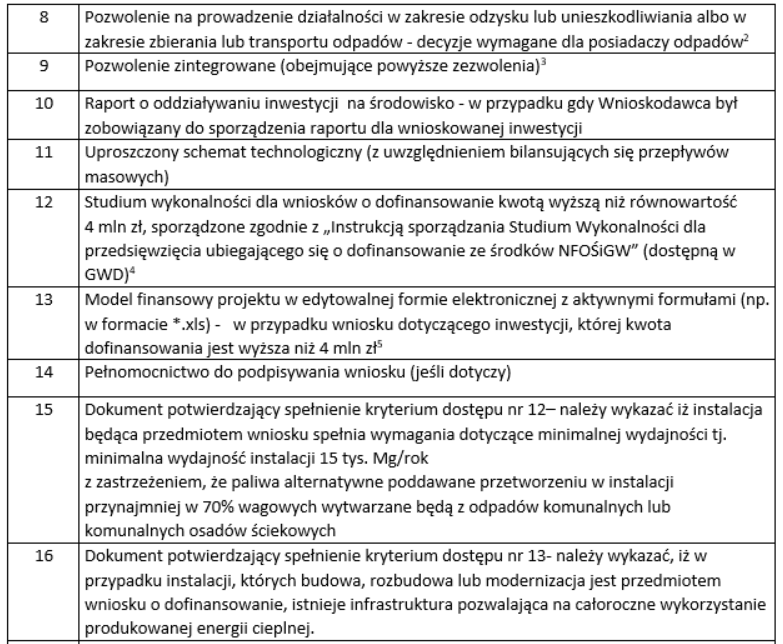 8 Pozwolenie na prowadzenie działalności w zakresie odzysku lub unieszkodliwiania albo w
zakresie zbierania lub transportu odpadów - decyzje wymagane dla posiadaczy odpadów²
9 Pozwolenie zintegrowane (obejmujące powyższe zezwolenia)³
10 Raport o oddziaływaniu inwestycji na środowisko - w przypadku gdy Wnioskodawca był
zobowiązany do sporządzenia raportu dla wnioskowanej inwestycji
11 Uproszczony schemat technologiczny (z uwzględnieniem bilansujących się przepływów
masowych)
12 Studium wykonalności dla wniosków o dofinansowanie kwotą wyższą niż równowartość
4 mln zł, sporządzone zgodnie z „Instrukcją sporządzania Studium Wykonalności dla
przedsięwzięcia ubiegającego się o dofinansowanie ze środków NFOŚiGW” (dostępną w
GWD)⁴
13 Model finansowy projektu w edytowalnej formie elektronicznej z aktywnymi formułami (np.
w formacie *.xls) - w przypadku wniosku dotyczącego inwestycji, której kwota
dofinansowania jest wyższa niż 4 mln zł⁵
14 Pełnomocnictwo do podpisywania wniosku (jeśli dotyczy)
15 Dokument potwierdzający spełnienie kryterium dostępu nr 12– należy wykazać iż instalacja
będąca przedmiotem wniosku spełnia wymagania dotyczące minimalnej wydajności tj.
minimalna wydajność instalacji 15 tys. Mg/rok
z zastrzeżeniem, że paliwa alternatywne poddawane przetworzeniu w instalacji
przynajmniej w 70% wagowych wytwarzane będą z odpadów komunalnych lub
komunalnych osadów ściekowych
16 Dokument potwierdzający spełnienie kryterium dostępu nr 13- należy wykazać, iż w
przypadku instalacji, których budowa, rozbudowa lub modernizacja jest przedmiotem
wniosku o dofinansowanie, istnieje infrastruktura pozwalająca na całoroczne wykorzystanie
produkowanej energii cieplnej.